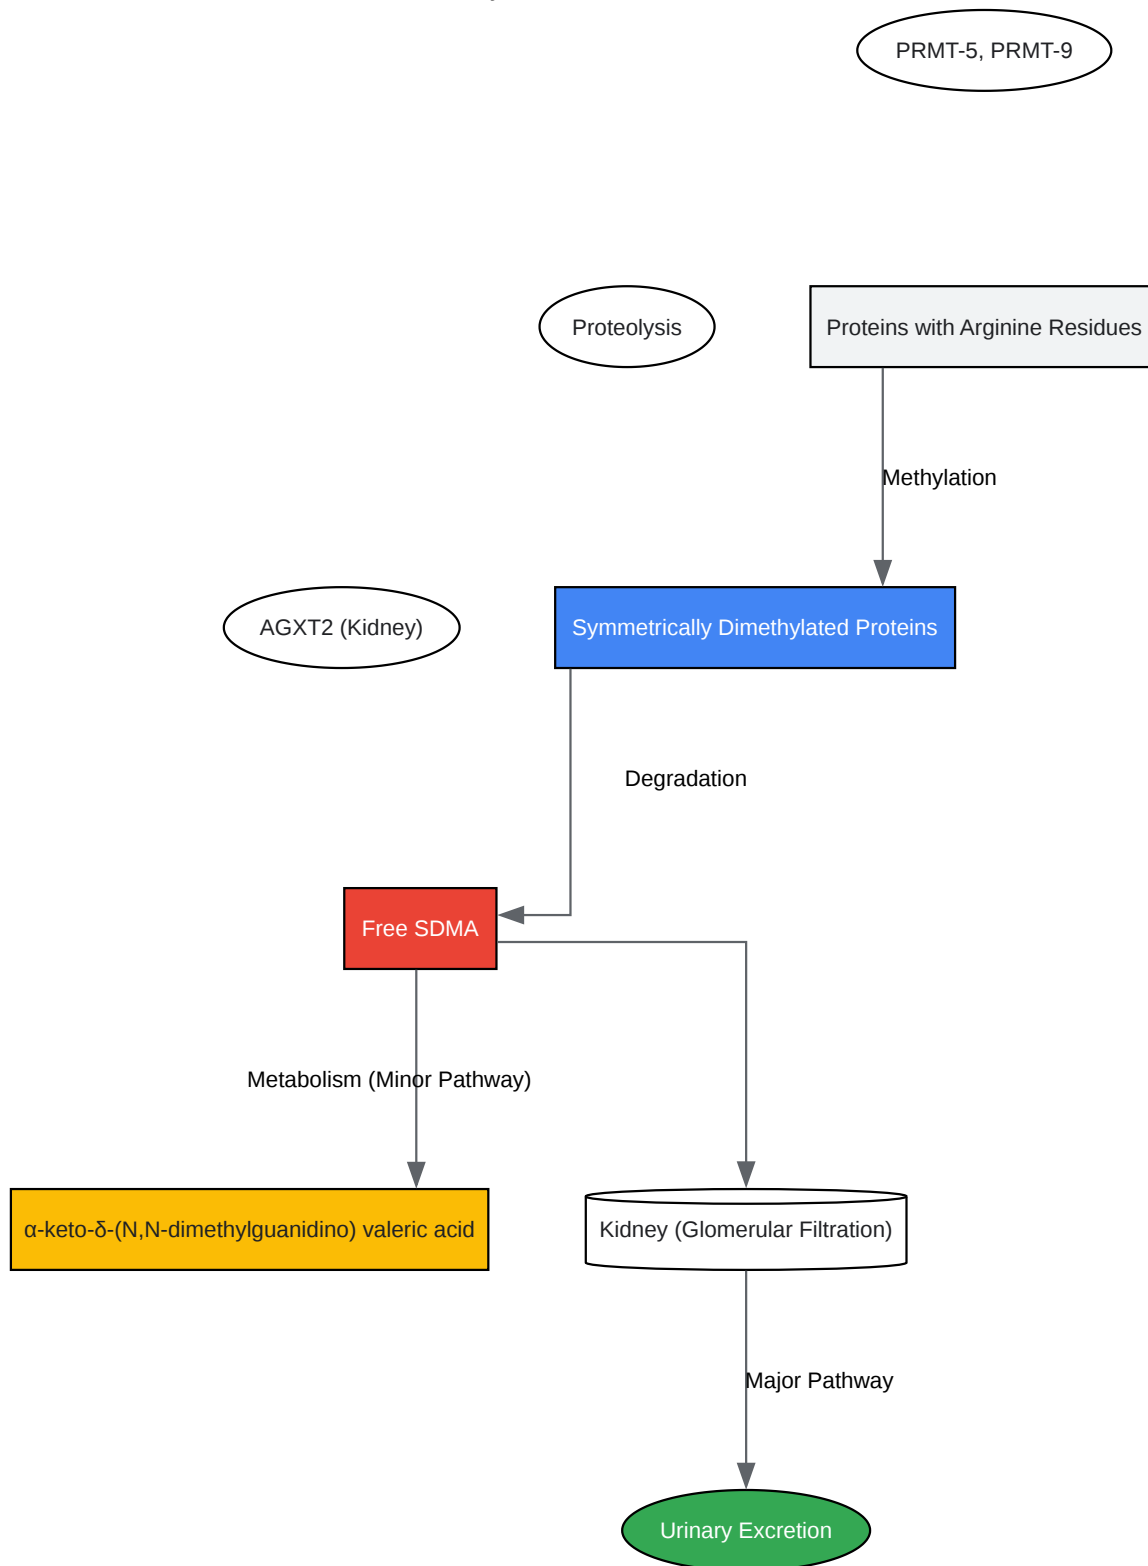 PRMT-5, PRMT-9
Proteolysis
Proteins with Arginine Residues
Methylation
AGXT2 (Kidney)
Symmetrically Dimethylated Proteins
Degradation
Free SDMA
Metabolism (Minor Pathway)
α-keto-δ-(N,N-dimethylguanidino) valeric acid
Kidney (Glomerular Filtration)
Major Pathway
Urinary Excretion